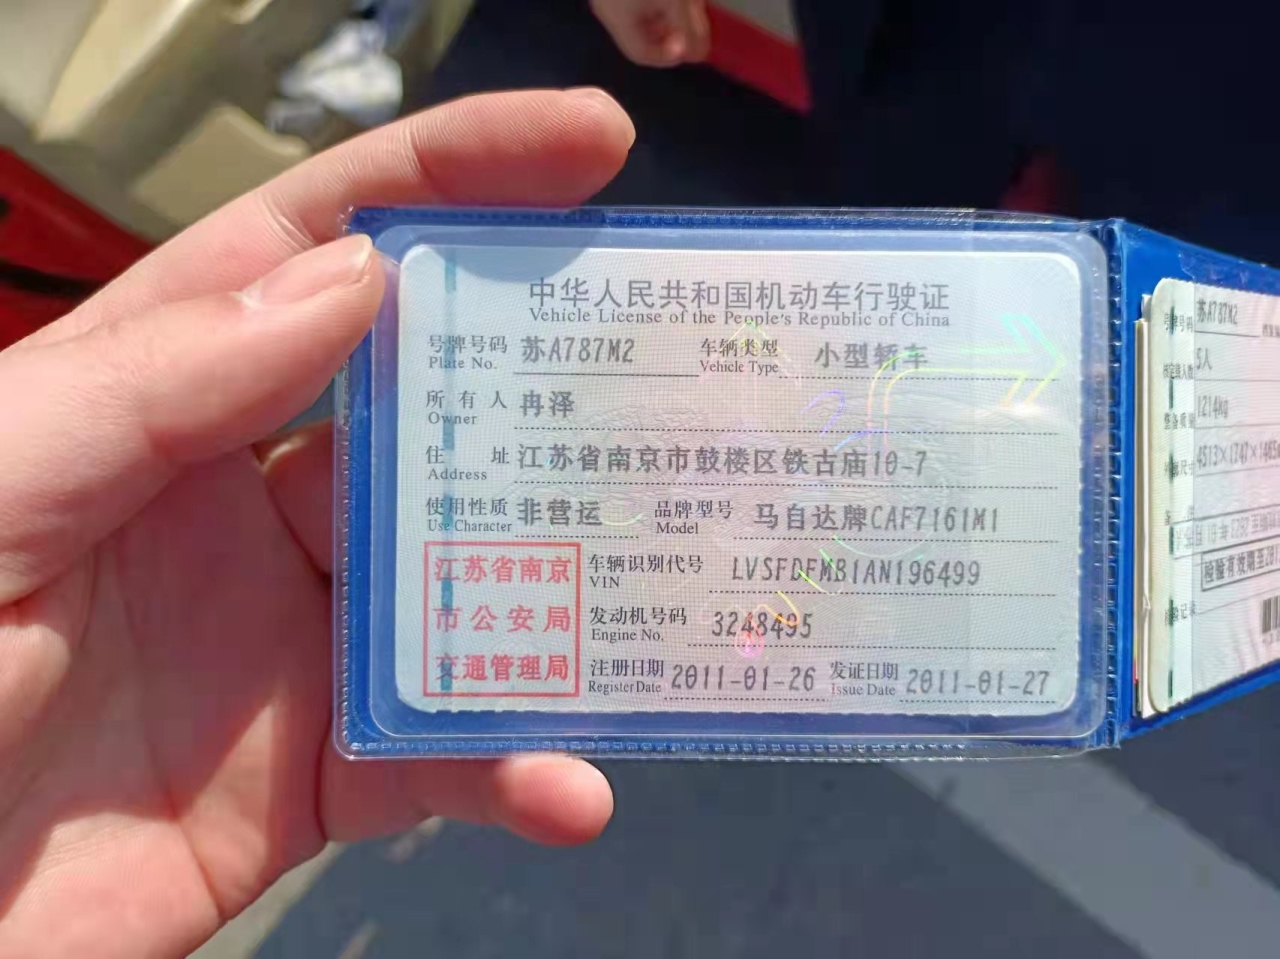 中华人民共和国机动车行驶证
Vehicle License of the People's Republic of China
号牌号码 苏A787M2 车辆类型 小型轿车
Plate No. Vehicle Type
所有人 冉泽
Owner
住址 江苏省南京市鼓楼区铁古庙10-7
Address
使用性质 非营运 品牌型号 马自达牌CAF7161M1
Use Character Model
江苏省南京
市公安局
交通管理局
车辆识别代号 LVSFDFMB1AN196499
VIN
发动机号码 3248495
Engine No.
注册日期 2011-01-26 发证日期 2011-01-27
Register Date Issue Date
号牌号码 苏A787M2
5人
1214kg